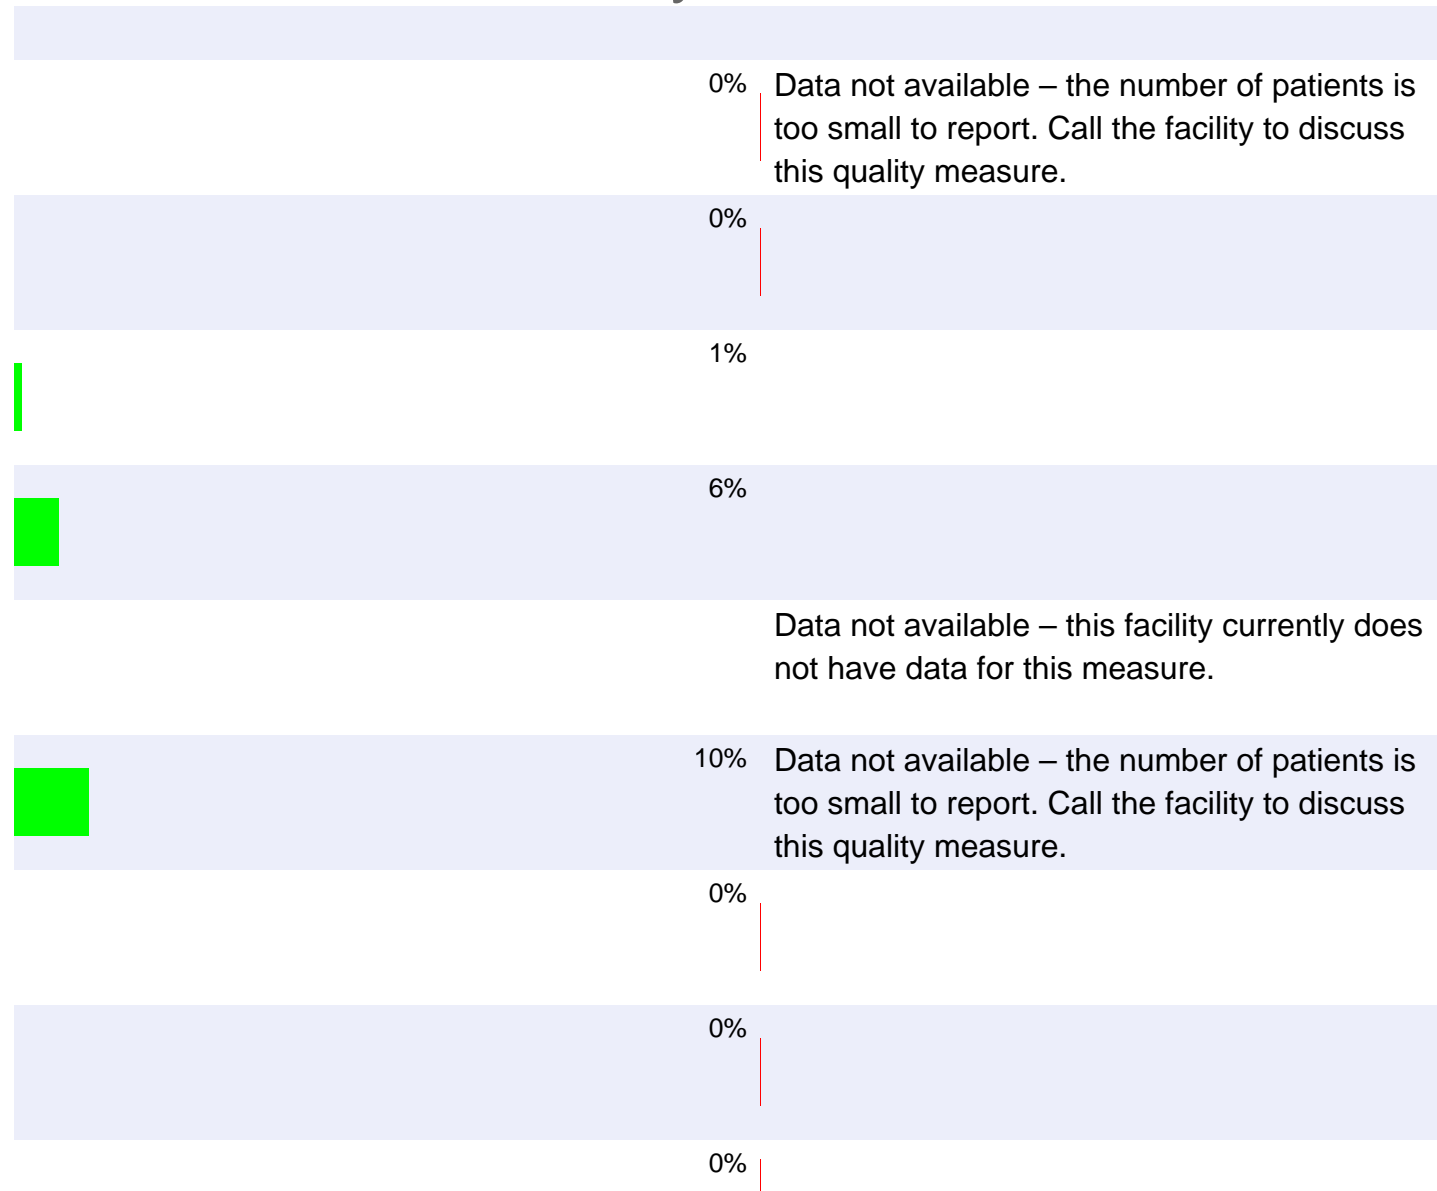 0% Data not available – the number of patients is
too small to report. Call the facility to discuss
this quality measure.
0%
1%
6%
Data not available – this facility currently does
not have data for this measure.
10% Data not available – the number of patients is
too small to report. Call the facility to discuss
this quality measure.
0%
0%
0%